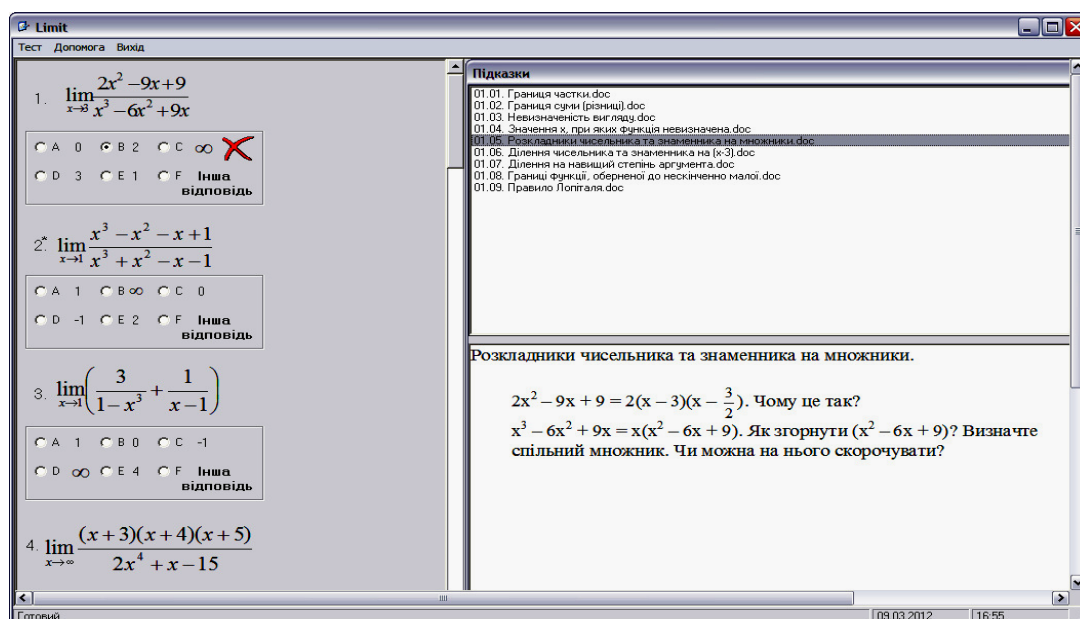 Limit
Тест Допомога Вихід
1. lim x→3 (2x² − 9x + 9)/(x³ − 6x² + 9x)
A 0 B 2 C ∞
D 3 E 1 F Інша
відповідь
2.* lim x→1 (x³ − x² − x + 1)/(x³ + x² − x − 1)
A 1 B ∞ C 0
D -1 E 2 F Інша
відповідь
3. lim x→1 (3/(1 − x³) + 1/(x − 1))
A 1 B 0 C -1
D ∞ E 4 F Інша
відповідь
4. lim x→∞ (x + 3)(x + 4)(x + 5)/(2x⁴ + x − 15)
Підказки
01.01. Границя частки.doc
01.02. Границя суми (різниці).doc
01.03. Невизначеність вигляду.doc
01.04. Значення x, при яких функція невизначена.doc
01.05. Розкладники чисельника та знаменника на множники.doc
01.06. Ділення чисельника та знаменника на (x-3).doc
01.07. Ділення на навищий степінь аргумента.doc
01.08. Границі функції, оберненої до нескінченно малої.doc
01.09. Правило Лопіталя.doc
Розкладники чисельника та знаменника на множники.
2x² − 9x + 9 = 2(x − 3)(x − 3/2). Чому це так?
x³ − 6x² + 9x = x(x² − 6x + 9). Як згорнути (x² − 6x + 9)? Визначте
спільний множник. Чи можна на нього скорочувати?
Готовий 09.03.2012 16:55